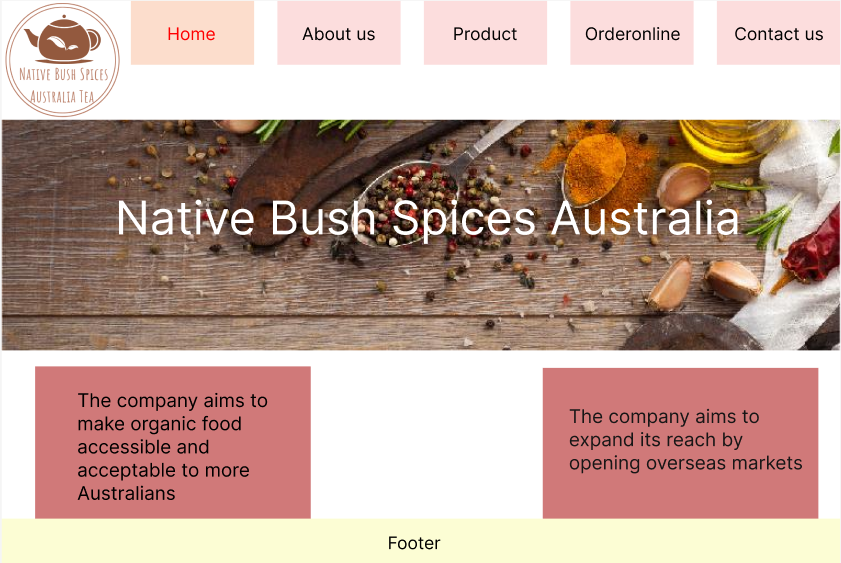 Native Bush Spices
Australia Tea
Home
About us
Product
Orderonline
Contact us
Native Bush Spices Australia
The company aims to
make organic food
accessible and
acceptable to more
Australians
The company aims to
expand its reach by
opening overseas markets
Footer